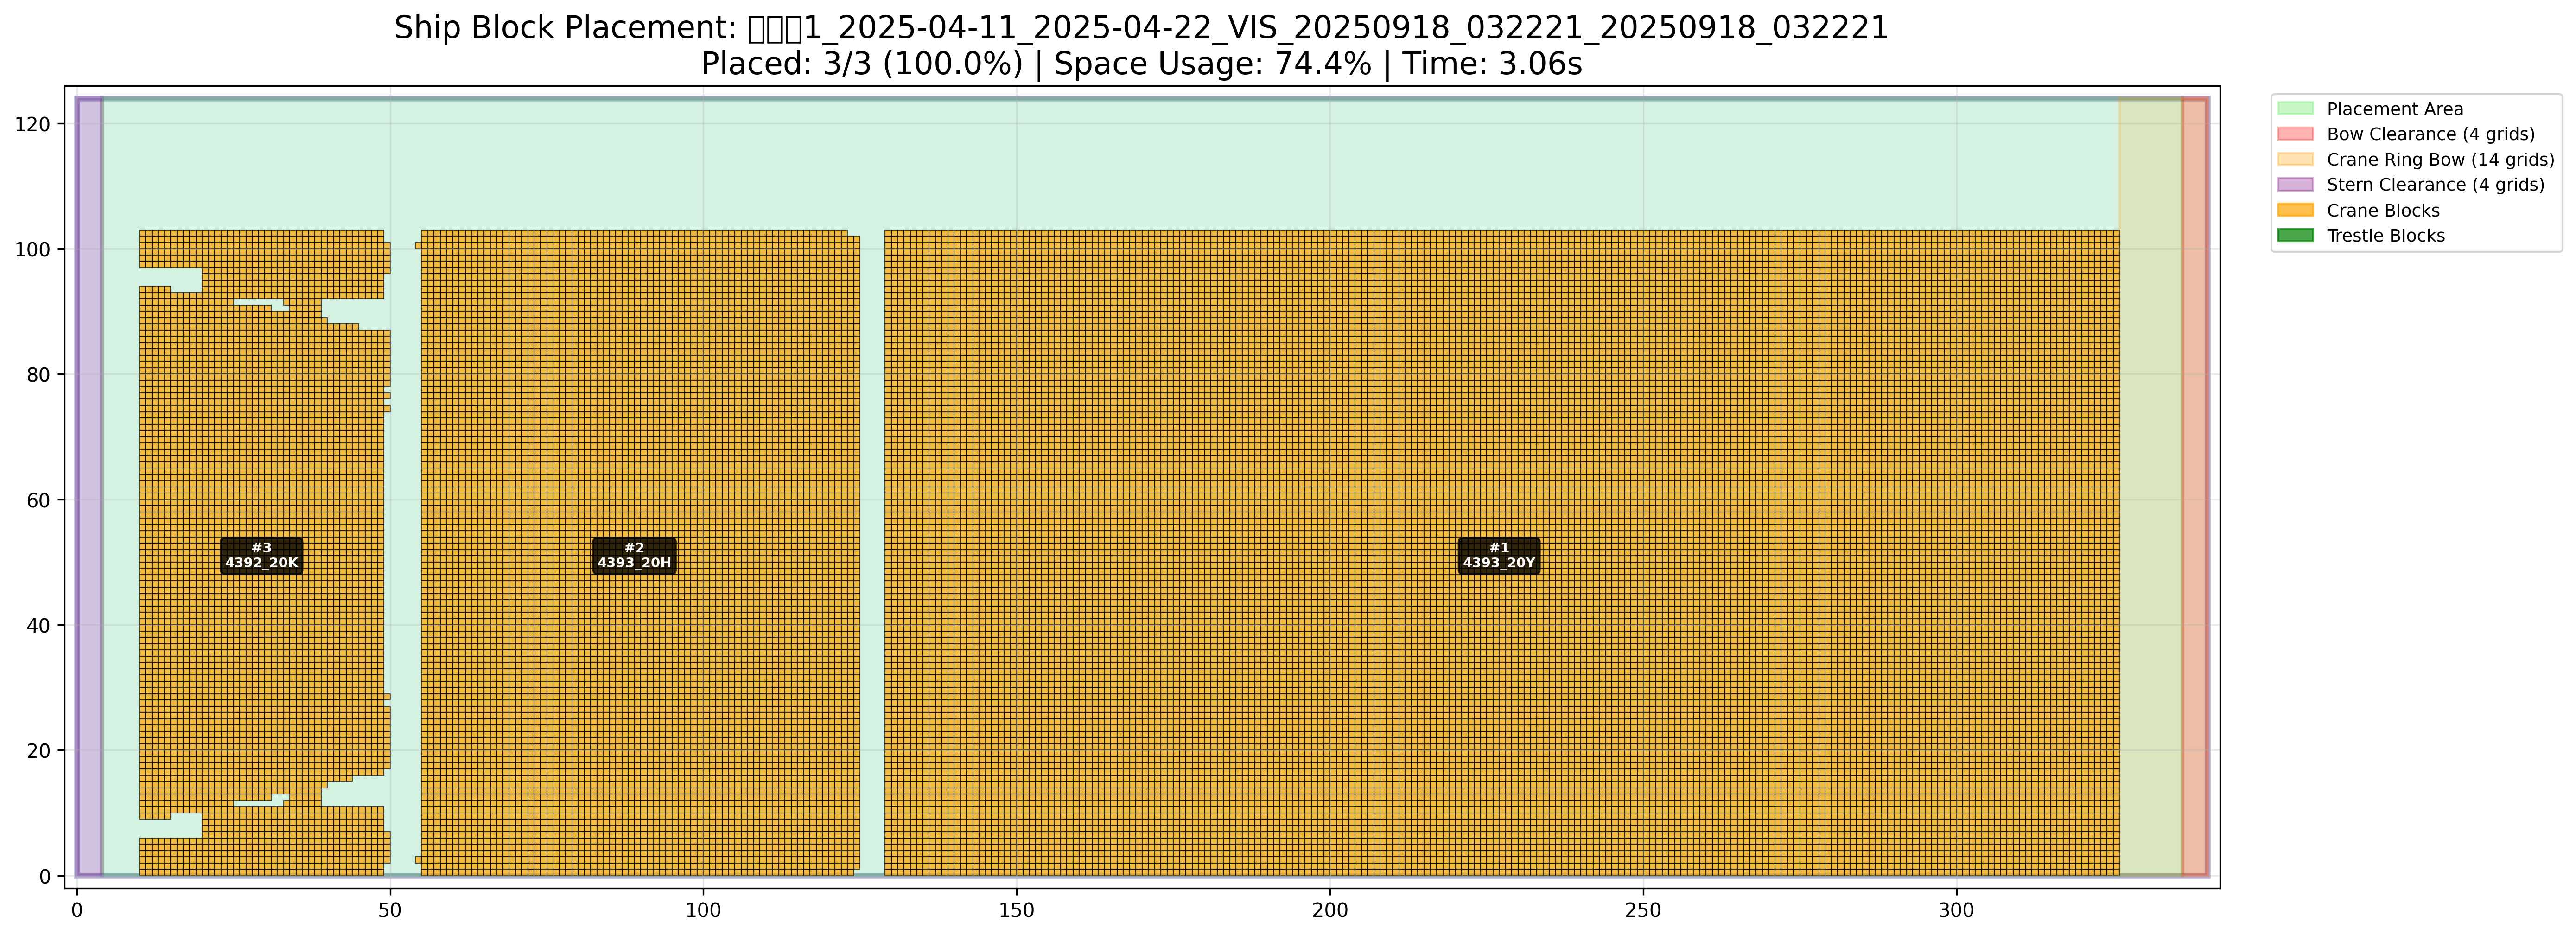 Ship Block Placement: □□□1_2025-04-11_2025-04-22_VIS_20250918_032221_20250918_032221
Placed: 3/3 (100.0%) | Space Usage: 74.4% | Time: 3.06s
120
100
80
60
40
20
0
0 50 100 150 200 250 300
#3
4392_20K
#2
4393_20H
#1
4393_20Y
Placement Area
Bow Clearance (4 grids)
Crane Ring Bow (14 grids)
Stern Clearance (4 grids)
Crane Blocks
Trestle Blocks